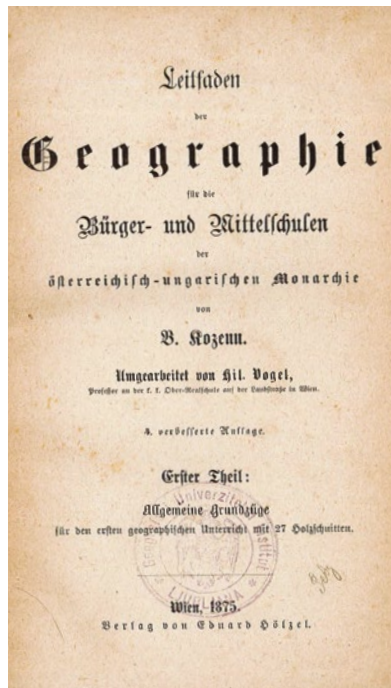 Leitfaden
der
Geographie
für die
Bürger- und Mittelschulen
der
österreichisch-ungarischen Monarchie
von
B. Kozenn.
Umgearbeitet von Hil. Vogel,
Professor an der k. k. Ober-Realschule auf der Landstraße in Wien.
4. verbesserte Auflage.
Erster Theil:
Allgemeine Grundzüge
für den ersten geographischen Unterricht mit 27 Holzschnitten.
LJUBLJANA
Wien, 1875.
Verlag von Eduard Hölzel.